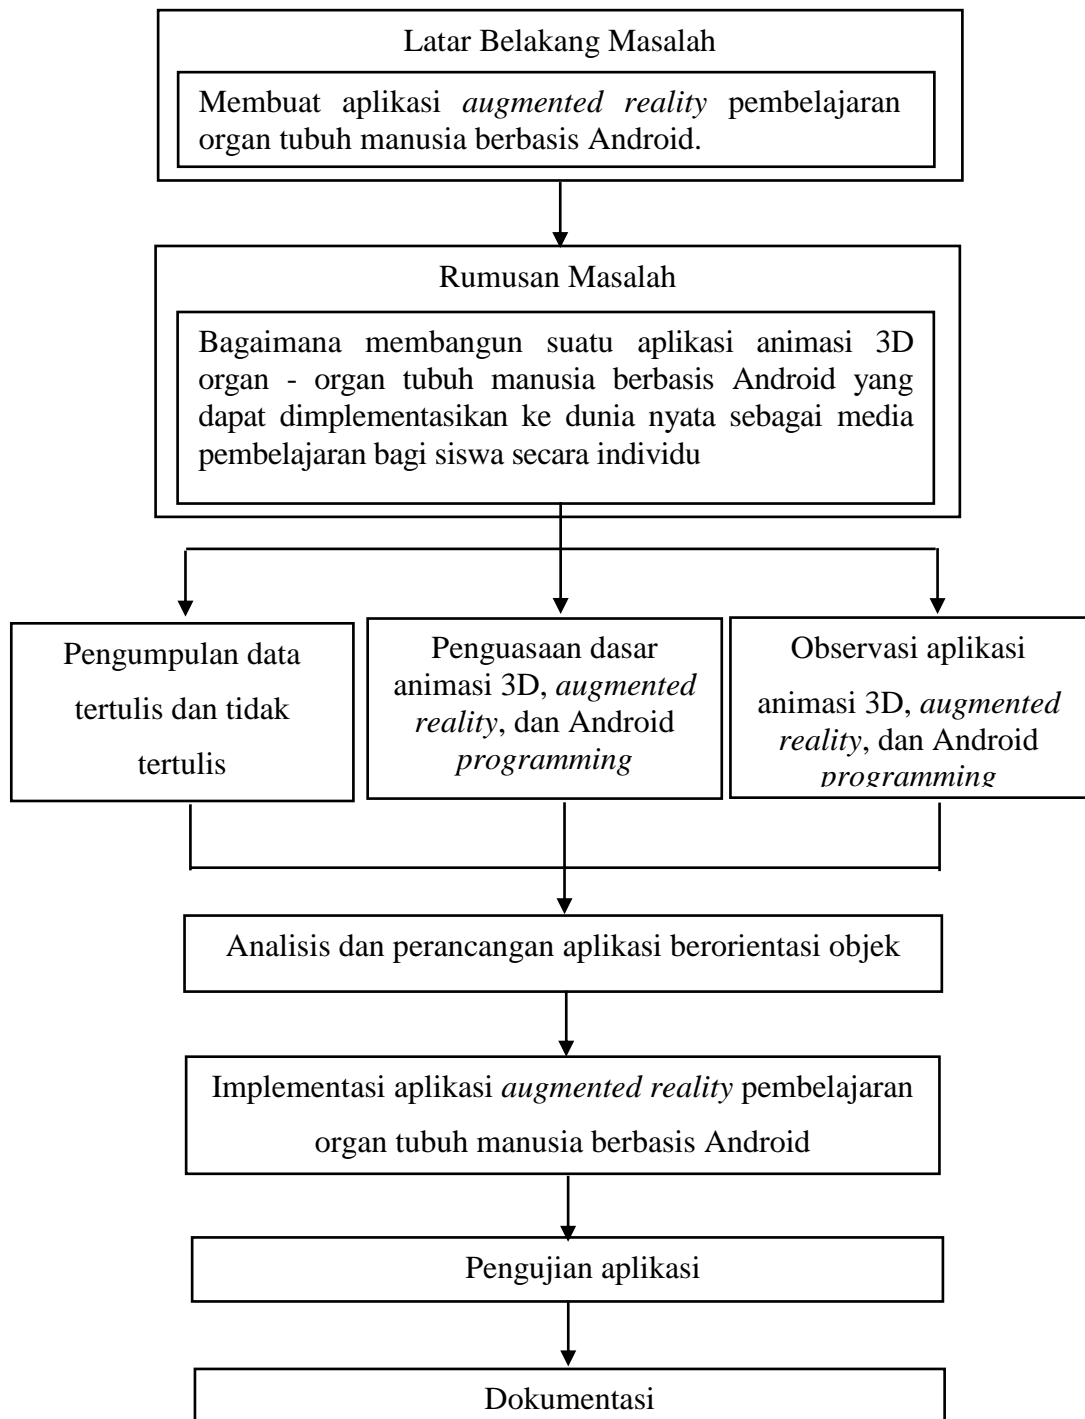 Latar Belakang Masalah
Membuat aplikasi augmented reality pembelajaran
organ tubuh manusia berbasis Android.
Rumusan Masalah
Bagaimana membangun suatu aplikasi animasi 3D
organ - organ tubuh manusia berbasis Android yang
dapat dimplementasikan ke dunia nyata sebagai media
pembelajaran bagi siswa secara individu
Pengumpulan data
tertulis dan tidak
tertulis
Penguasaan dasar
animasi 3D, augmented
reality, dan Android
programming
Observasi aplikasi
animasi 3D, augmented
reality, dan Android
programming
Analisis dan perancangan aplikasi berorientasi objek
Implementasi aplikasi augmented reality pembelajaran
organ tubuh manusia berbasis Android
Pengujian aplikasi
Dokumentasi